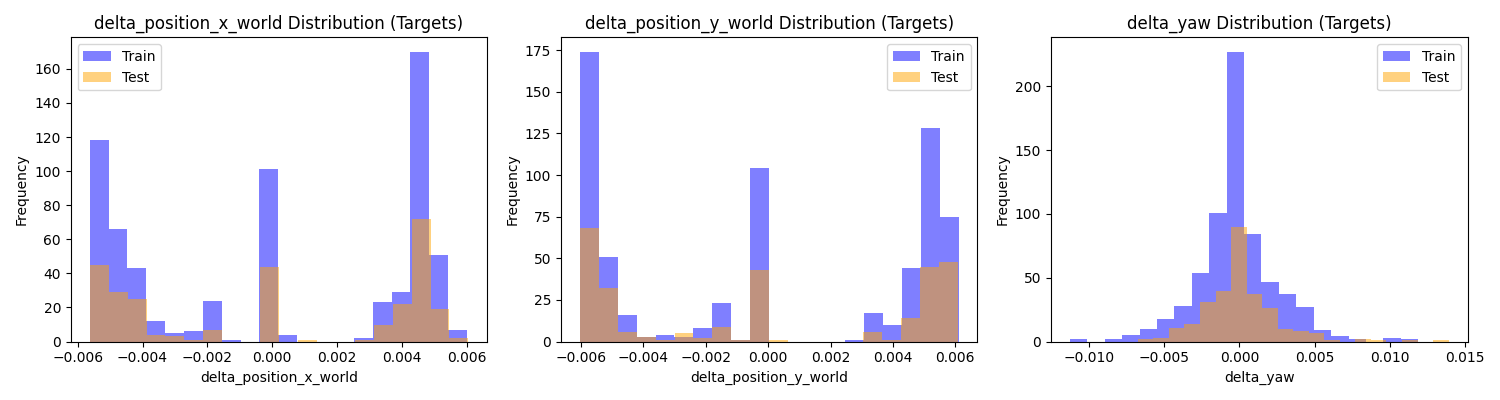 delta_position_x_world Distribution (Targets)
Train
Test
160
140
120
100
80
60
40
20
0
Frequency
−0.006 −0.004 −0.002 0.000 0.002 0.004 0.006
delta_position_x_world
delta_position_y_world Distribution (Targets)
Train
Test
175
150
125
100
75
50
25
0
Frequency
−0.006 −0.004 −0.002 0.000 0.002 0.004 0.006
delta_position_y_world
delta_yaw Distribution (Targets)
Train
Test
200
150
100
50
0
Frequency
−0.010 −0.005 0.000 0.005 0.010 0.015
delta_yaw